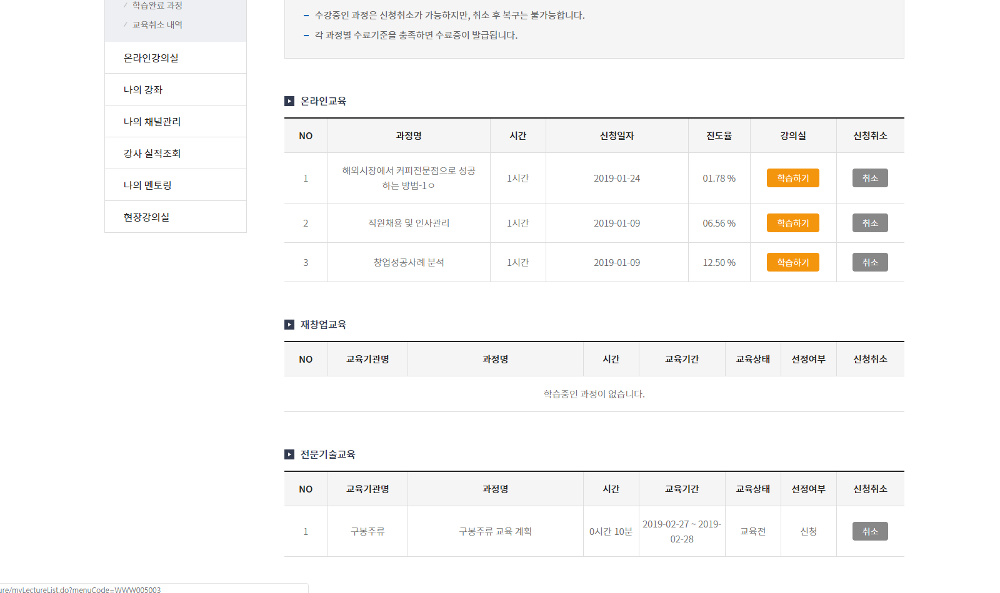 학습완료 과정
교육취소 내역
온라인강의실
나의 강좌
나의 채널관리
강사 실적조회
나의 멘토링
현장강의실
수강중인 과정은 신청취소가 가능하지만, 취소 후 복구는 불가능합니다.
각 과정별 수료기준을 충족하면 수료증이 발급됩니다.
온라인교육
NO 과정명 시간 신청일자 진도율 강의실 신청취소
해외시장에서 커피전문점으로 성공
1 1시간 2019-01-24 01.78 % 학습하기 취소
하는 방법-1ㅇ
2 직원채용 및 인사관리 1시간 2019-01-09 06.56 % 학습하기 취소
3 창업성공사례 분석 1시간 2019-01-09 12.50 % 학습하기 취소
재창업교육
NO 교육기관명 과정명 시간 교육기간 교육상태 선정여부 신청취소
학습중인 과정이 없습니다.
전문기술교육
NO 교육기관명 과정명 시간 교육기간 교육상태 선정여부 신청취소
2019-02-27 ~ 2019-
1 구봉주류 구봉주류 교육 계획 0시간 10분 교육전 신청 취소
02-28
ure/myLectureList.do?menuCode=WWW005003